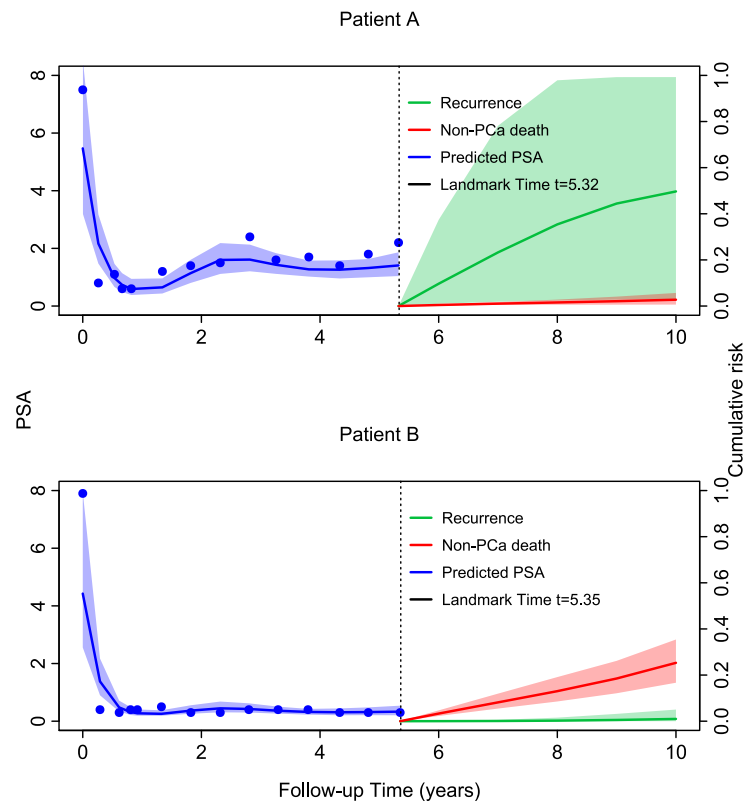 Patient A
8
6
4
2
0
1.0
0.8
0.6
0.4
0.2
0.0
Recurrence
Non-PCa death
Predicted PSA
Landmark Time t=5.32
0 2 4 6 8 10
PSA
Cumulative risk
Patient B
8
6
4
2
0
1.0
0.8
0.6
0.4
0.2
0.0
Recurrence
Non-PCa death
Predicted PSA
Landmark Time t=5.35
0 2 4 6 8 10
Follow-up Time (years)